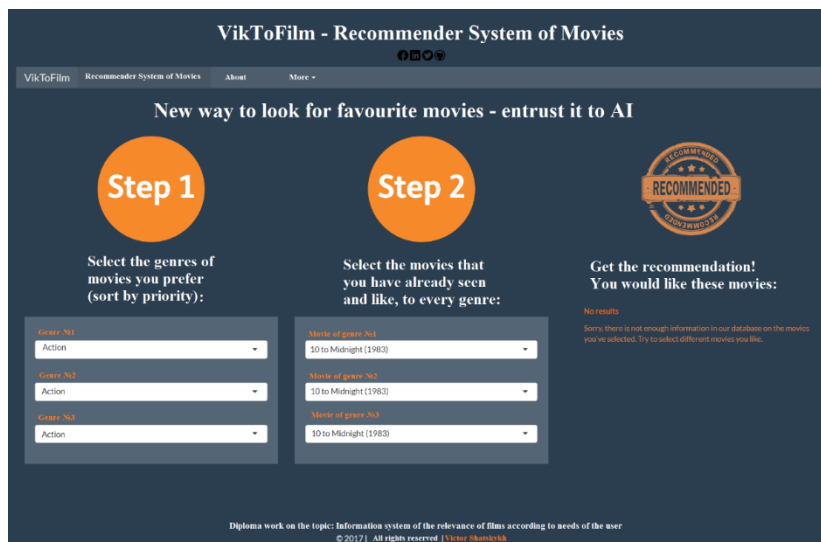 VikToFilm - Recommender System of Movies
VikToFilm
Recommender System of Movies
About
More
New way to look for favourite movies - entrust it to AI
Step 1
Select the genres of
movies you prefer
(sort by priority):
Genre №1
Action
Genre №2
Action
Genre №3
Action
Step 2
Select the movies that
you have already seen
and like, to every genre:
Movie of genre №1
10 to Midnight (1983)
Movie of genre №2
10 to Midnight (1983)
Movie of genre №3
10 to Midnight (1983)
RECOMMENDED
RECOMMENDED
RECOMMENDED
Get the recommendation!
You would like these movies:
No results
Sorry, there is not enough information in our database on the movies
you've selected. Try to select different movies you like.
Diploma work on the topic: Information system of the relevance of films according to needs of the user
© 2017 | All rights reserved | Victor Shatskykh